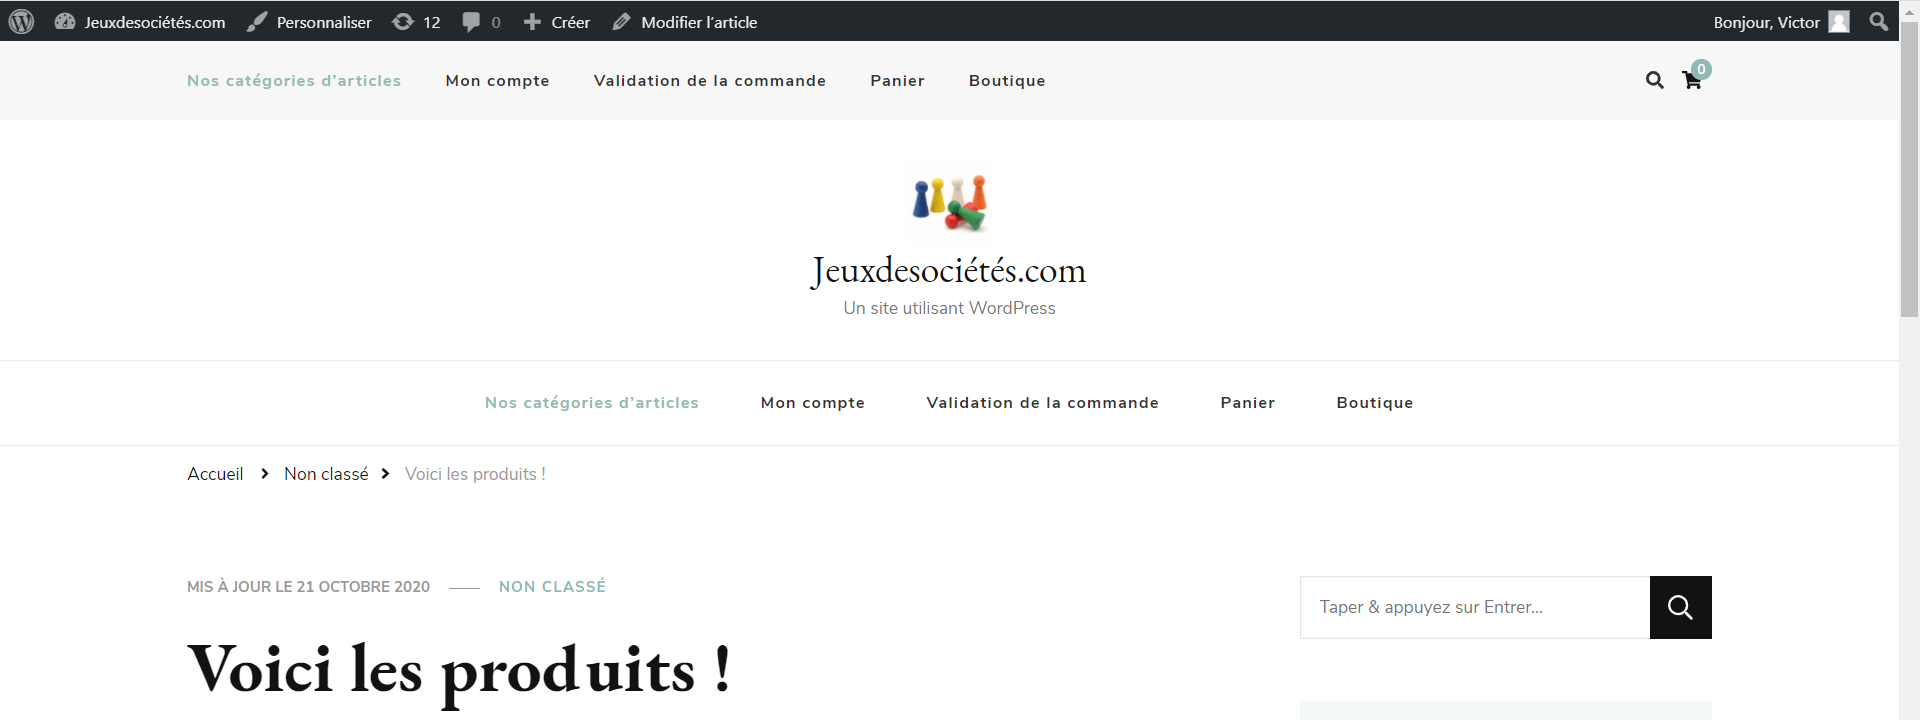 Jeuxdesociétés.com Personnaliser 12 0 Créer Modifier l'article Bonjour, Victor
Nos catégories d'articles Mon compte Validation de la commande Panier Boutique 0
Jeuxdesociétés.com
Un site utilisant WordPress
Nos catégories d'articles Mon compte Validation de la commande Panier Boutique
Accueil Non classé Voici les produits !
MIS À JOUR LE 21 OCTOBRE 2020 NON CLASSÉ
Taper & appuyez sur Entrer...
Voici les produits !